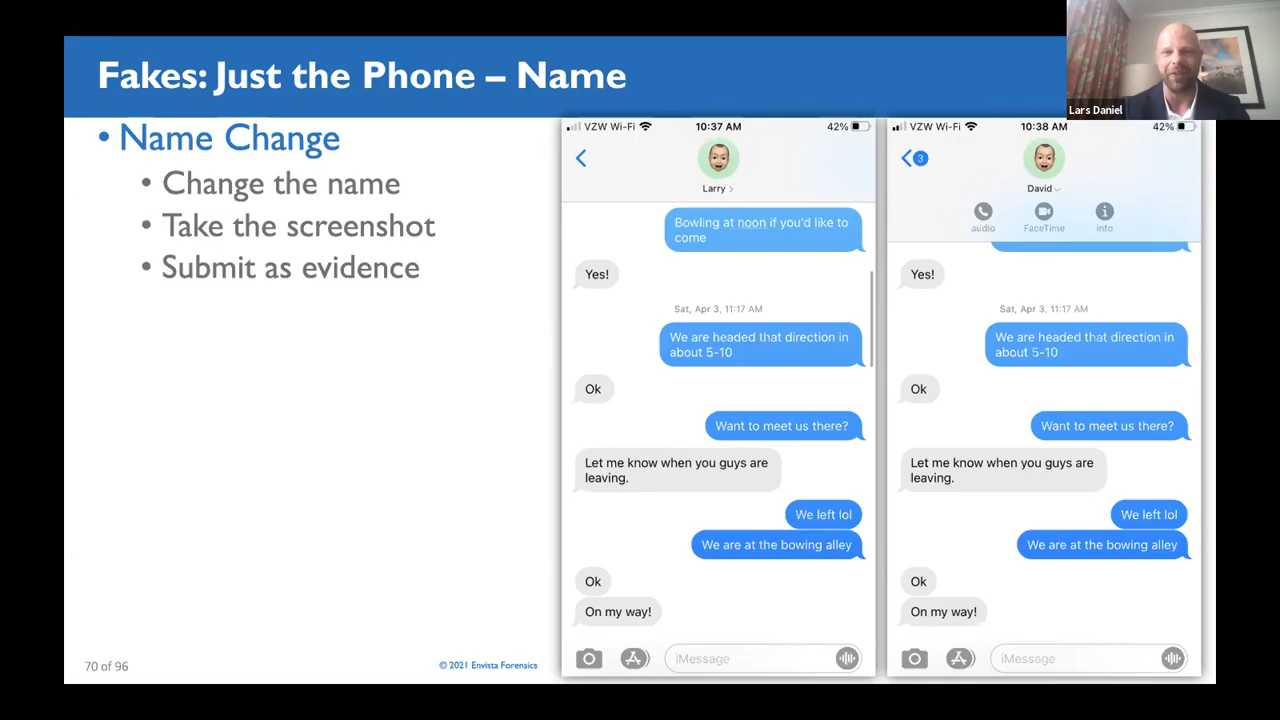 Fakes: Just the Phone – Name
Lars Daniel
• Name Change
• Change the name
• Take the screenshot
• Submit as evidence
VZW Wi-Fi 10:37 AM 42%
Larry >
Bowling at noon if you'd like to
come
Yes!
Sat, Apr 3, 11:17 AM
We are headed that direction in
about 5-10
Ok
Want to meet us there?
Let me know when you guys are
leaving.
We left lol
We are at the bowing alley
Ok
On my way!
iMessage
VZW Wi-Fi 10:38 AM 42%
3
David
audio FaceTime info
Yes!
Sat, Apr 3, 11:17 AM
We are headed that direction in
about 5-10
Ok
Want to meet us there?
Let me know when you guys are
leaving.
We left lol
We are at the bowing alley
Ok
On my way!
iMessage
70 of 96
© 2021 Envista Forensics